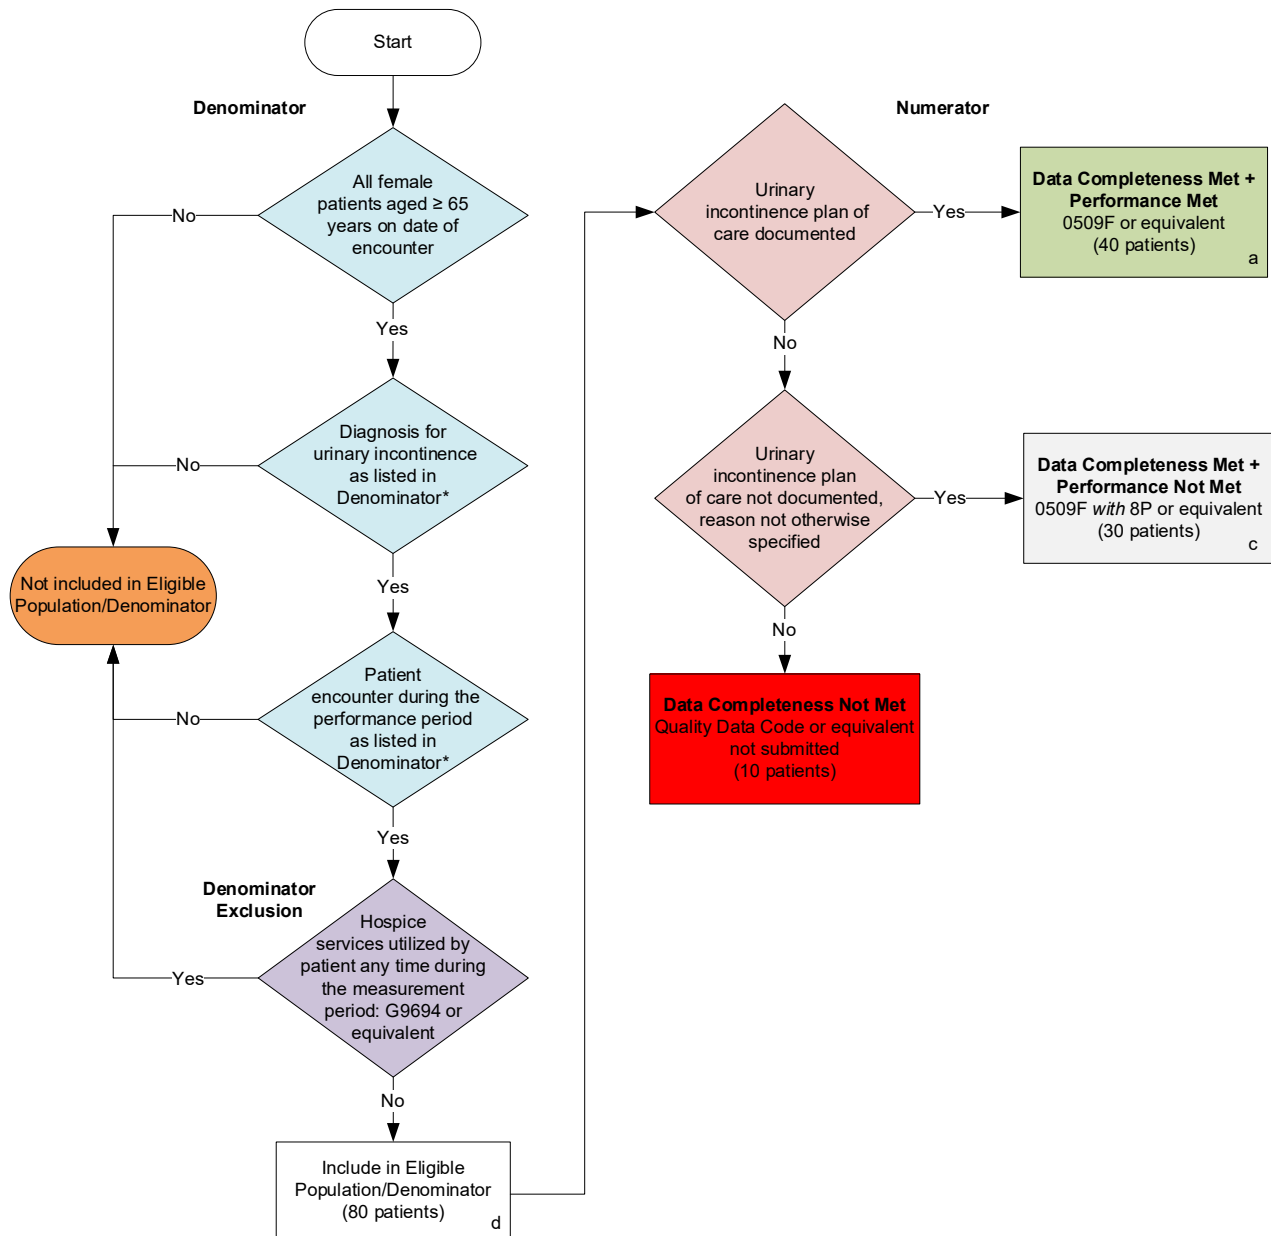 Start
Denominator
All female
patients aged ≥ 65
years on date of
encounter
No
Yes
Diagnosis for
urinary incontinence
as listed in
Denominator*
No
Yes
Not included in Eligible
Population/Denominator
Patient
encounter during the
performance period
as listed in
Denominator*
No
Yes
Denominator
Exclusion
Hospice
services utilized by
patient any time during
the measurement
period: G9694 or
equivalent
Yes
No
Include in Eligible
Population/Denominator
(80 patients)
d
Numerator
Urinary
incontinence plan of
care documented
Yes
Data Completeness Met +
Performance Met
0509F or equivalent
(40 patients)
a
No
Urinary
incontinence plan
of care not documented,
reason not otherwise
specified
Yes
Data Completeness Met +
Performance Not Met
0509F with 8P or equivalent
(30 patients)
c
No
Data Completeness Not Met
Quality Data Code or equivalent
not submitted
(10 patients)